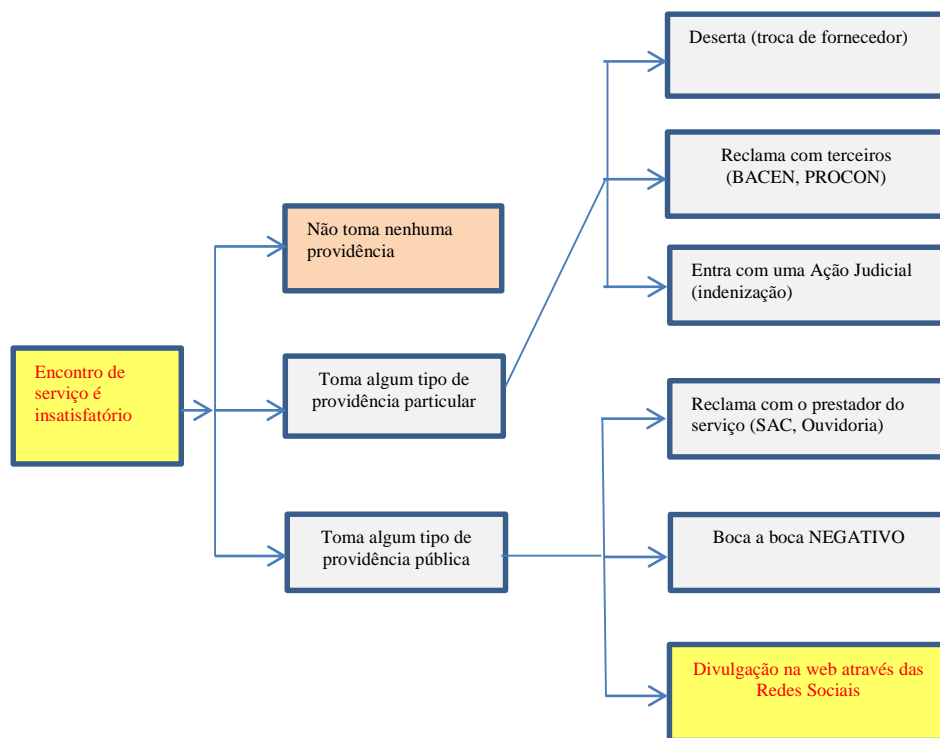 Deserta (troca de fornecedor)
Reclama com terceiros
(BACEN, PROCON)
Não toma nenhuma
providência
Entra com uma Ação Judicial
(indenização)
Encontro de
serviço é
insatisfatório
Toma algum tipo de
providência particular
Reclama com o prestador do
serviço (SAC, Ouvidoria)
Toma algum tipo de
providência pública
Boca a boca NEGATIVO
Divulgação na web através das
Redes Sociais